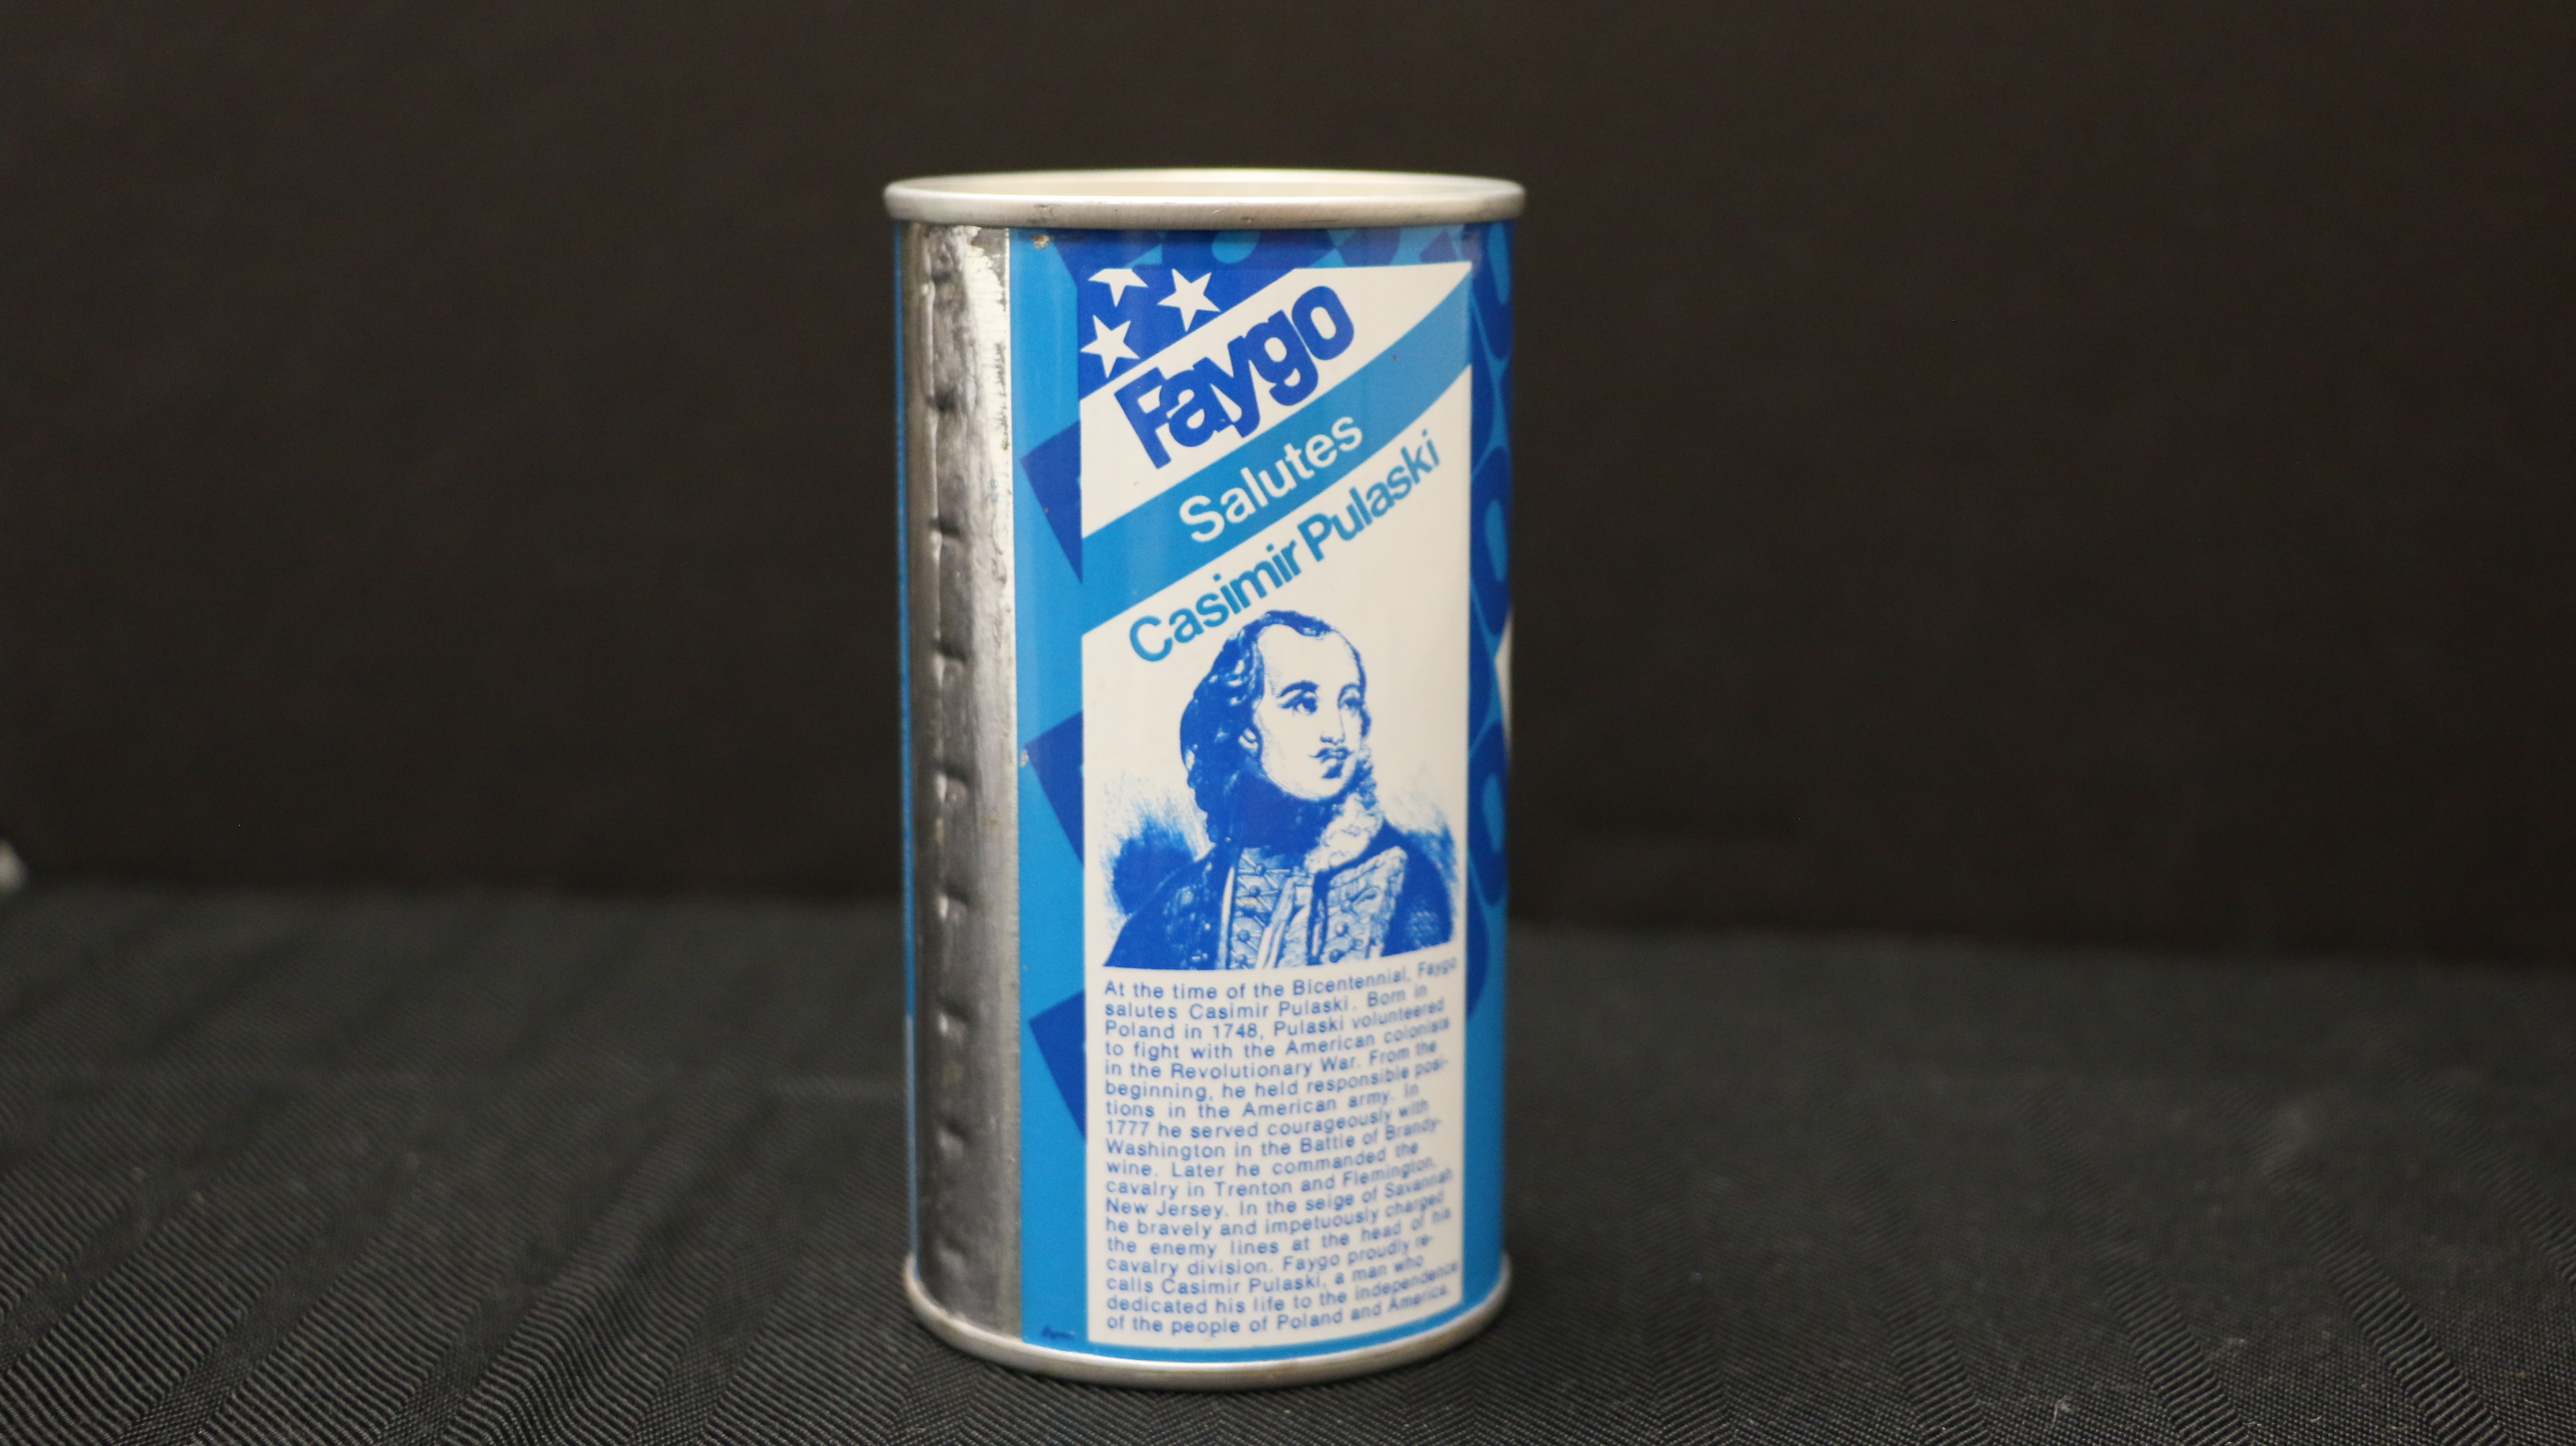 Faygo
Salutes
Casimir Pulaski
At the time of the Bicentennial, Faygo
salutes Casimir Pulaski. Born in
Poland in 1748, Pulaski volunteered
to fight with the American colonists
in the Revolutionary War. From the
beginning, he held responsible posi-
tions in the American army. In
1777 he served courageously with
Washington in the Battle of Brandy-
wine. Later he commanded the
cavalry in Trenton and Flemington,
New Jersey. In the seige of Savannah
he bravely and impetuously charged
the enemy lines at the head of his
cavalry division. Faygo proudly re-
calls Casimir Pulaski, a man who
dedicated his life to the independence
of the people of Poland and America.